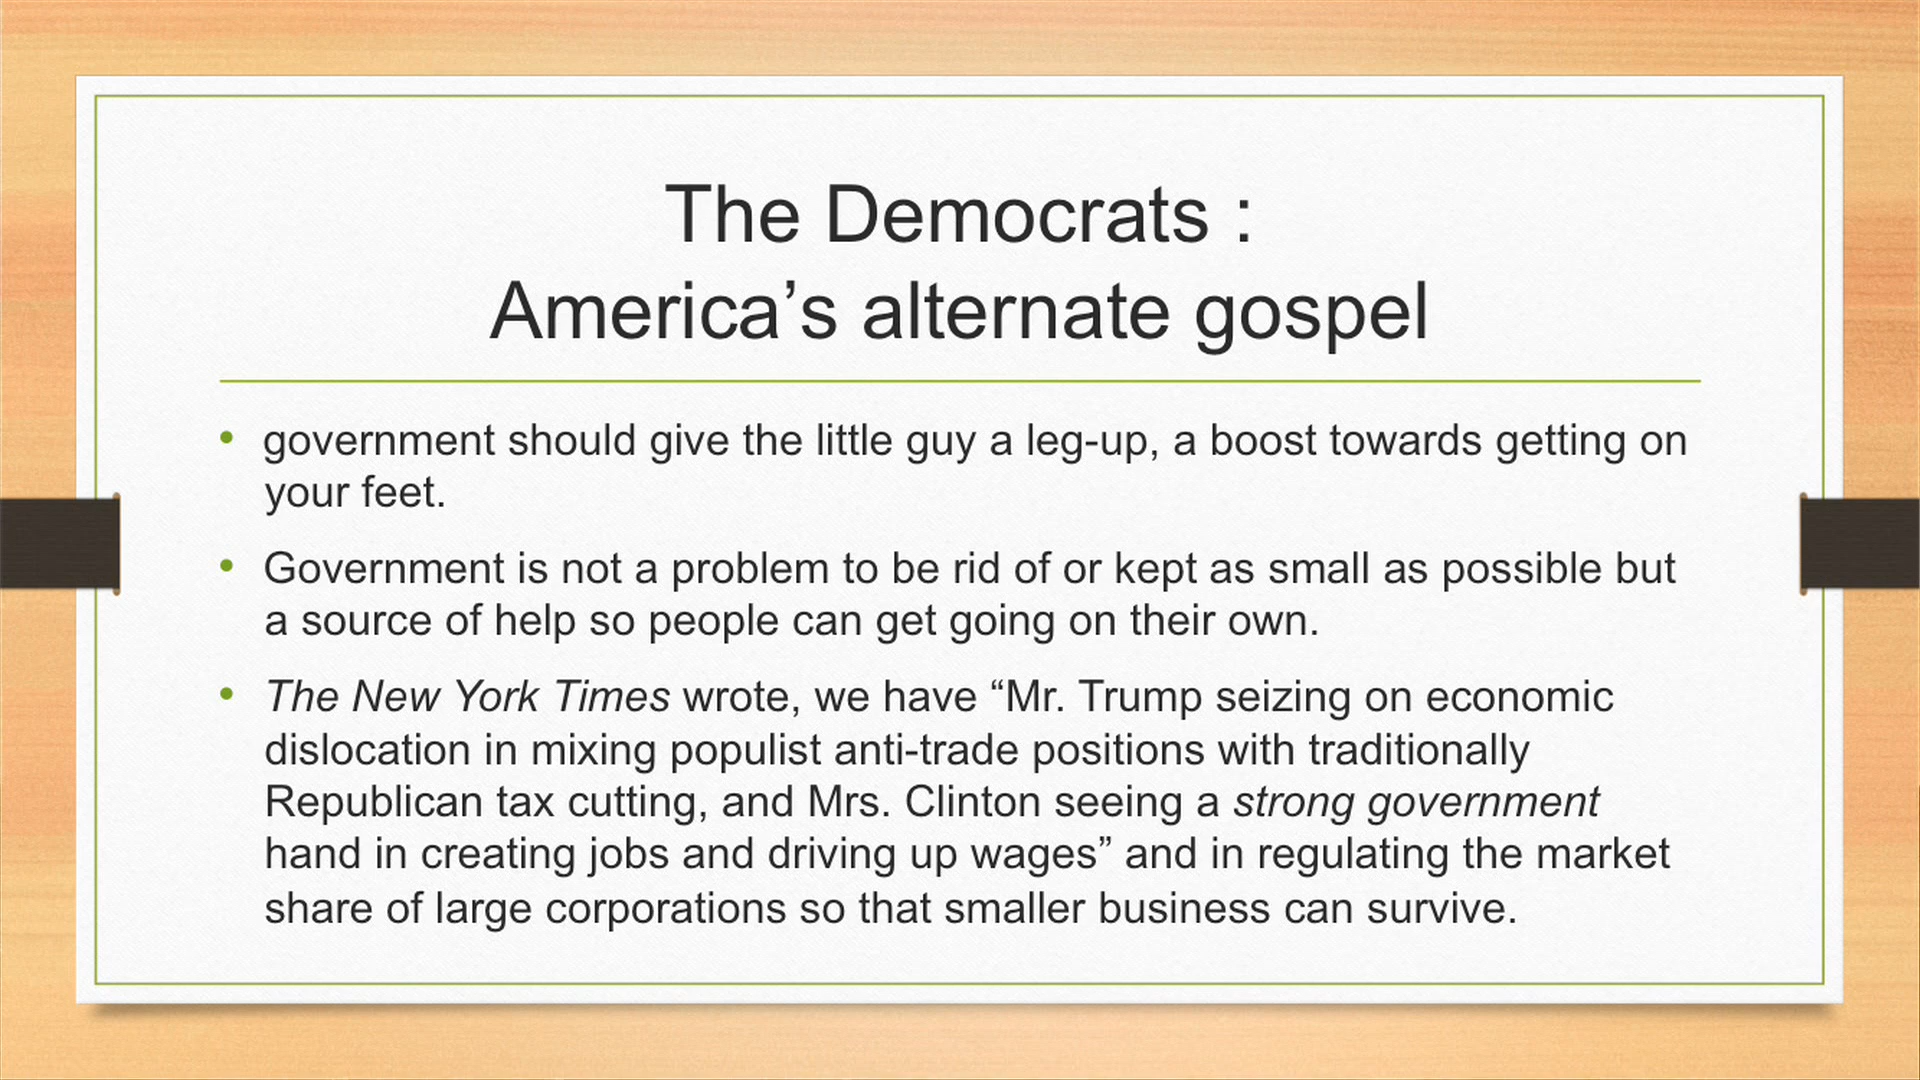 The Democrats :
America’s alternate gospel
• government should give the little guy a leg-up, a boost towards getting on
your feet.
• Government is not a problem to be rid of or kept as small as possible but
a source of help so people can get going on their own.
• The New York Times wrote, we have “Mr. Trump seizing on economic
dislocation in mixing populist anti-trade positions with traditionally
Republican tax cutting, and Mrs. Clinton seeing a strong government
hand in creating jobs and driving up wages” and in regulating the market
share of large corporations so that smaller business can survive.